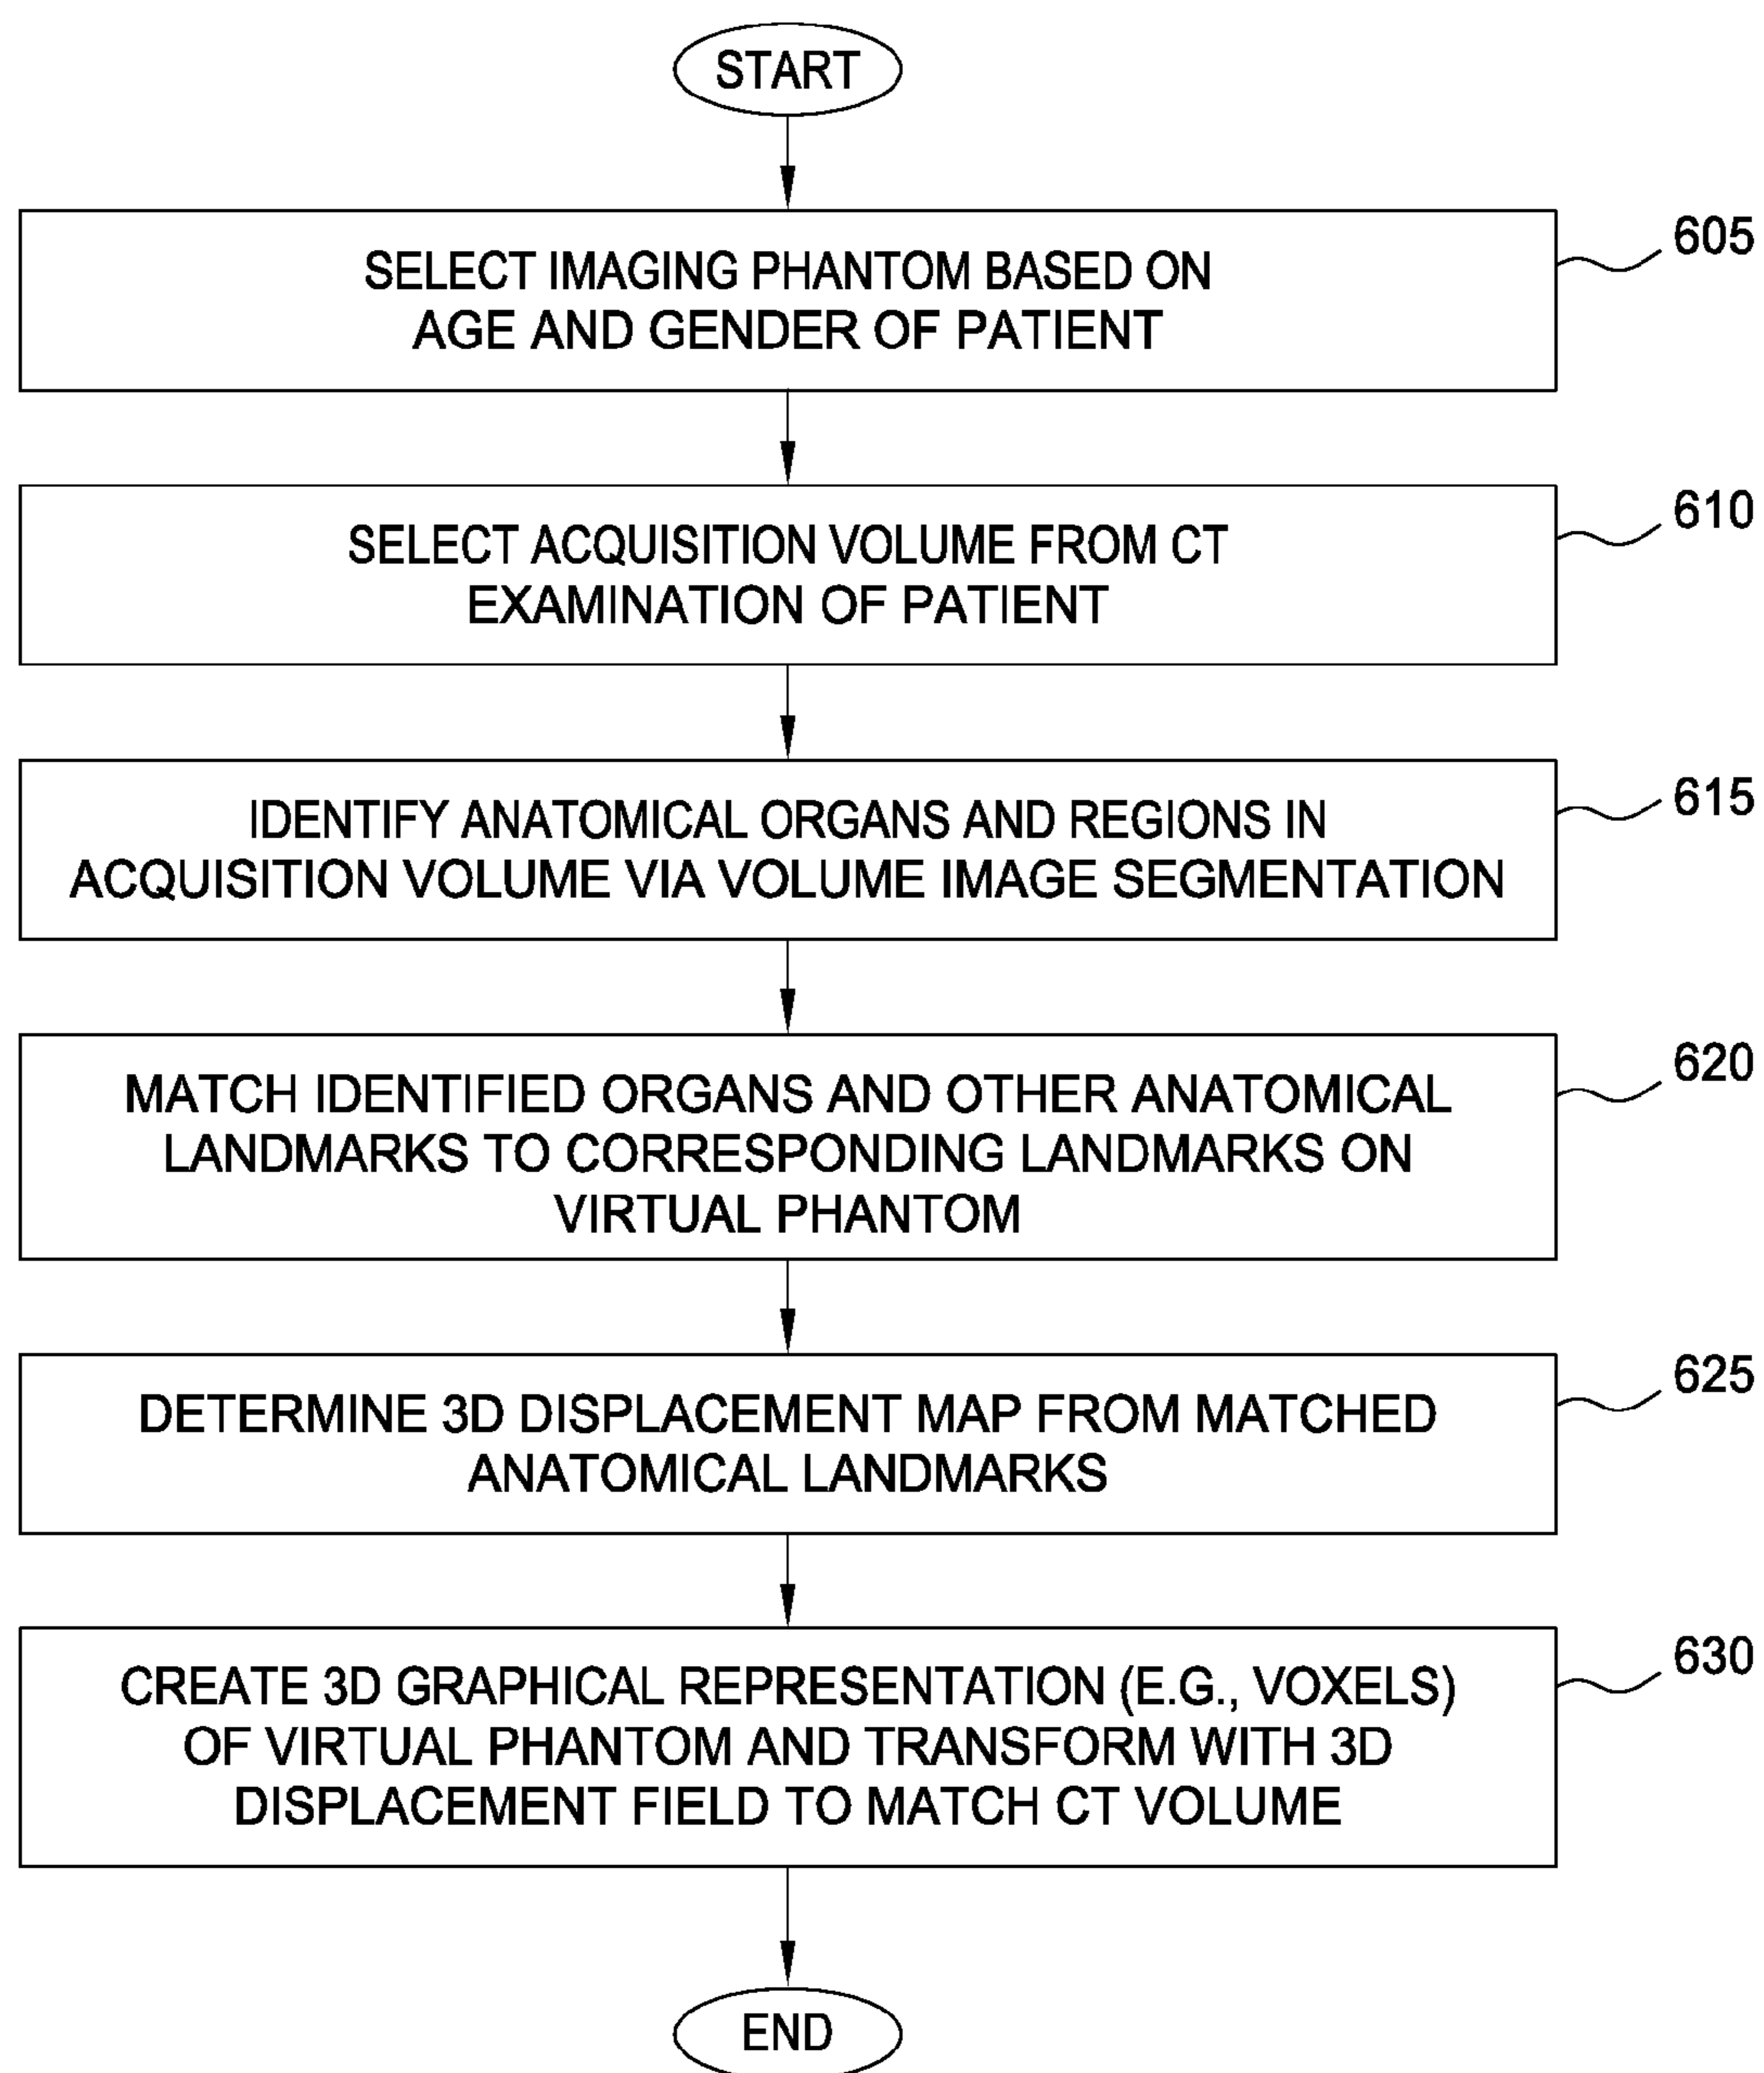 START
SELECT IMAGING PHANTOM BASED ON
AGE AND GENDER OF PATIENT
605
SELECT ACQUISITION VOLUME FROM CT
EXAMINATION OF PATIENT
610
IDENTIFY ANATOMICAL ORGANS AND REGIONS IN
ACQUISITION VOLUME VIA VOLUME IMAGE SEGMENTATION
615
MATCH IDENTIFIED ORGANS AND OTHER ANATOMICAL
LANDMARKS TO CORRESPONDING LANDMARKS ON
VIRTUAL PHANTOM
620
DETERMINE 3D DISPLACEMENT MAP FROM MATCHED
ANATOMICAL LANDMARKS
625
CREATE 3D GRAPHICAL REPRESENTATION (E.G., VOXELS)
OF VIRTUAL PHANTOM AND TRANSFORM WITH 3D
DISPLACEMENT FIELD TO MATCH CT VOLUME
630
END